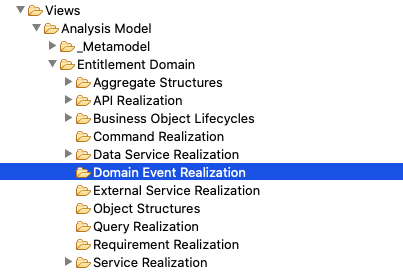 Views
Analysis Model
_Metamodel
Entitlement Domain
Aggregate Structures
API Realization
Business Object Lifecycles
Command Realization
Data Service Realization
Domain Event Realization
External Service Realization
Object Structures
Query Realization
Requirement Realization
Service Realization